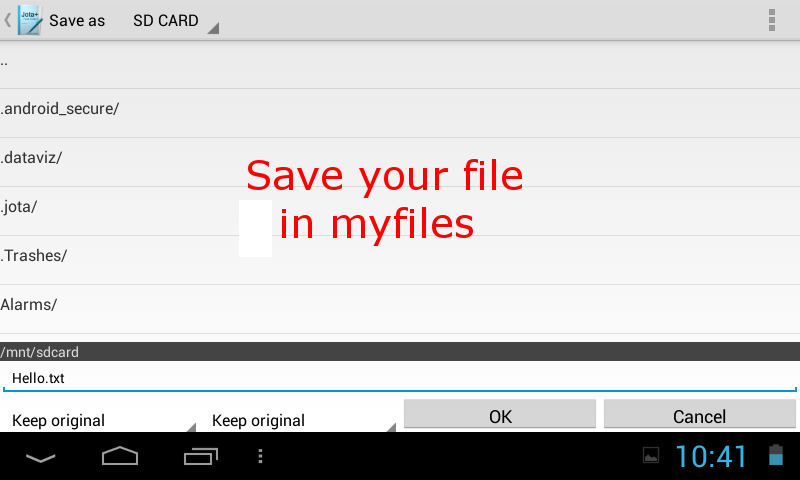 Jota+
Save as SD CARD
..
.android_secure/
.dataviz/
Save your file
.jota/
in myfiles
.Trashes/
Alarms/
/mnt/sdcard
Hello.txt
Keep original Keep original OK Cancel
10:41